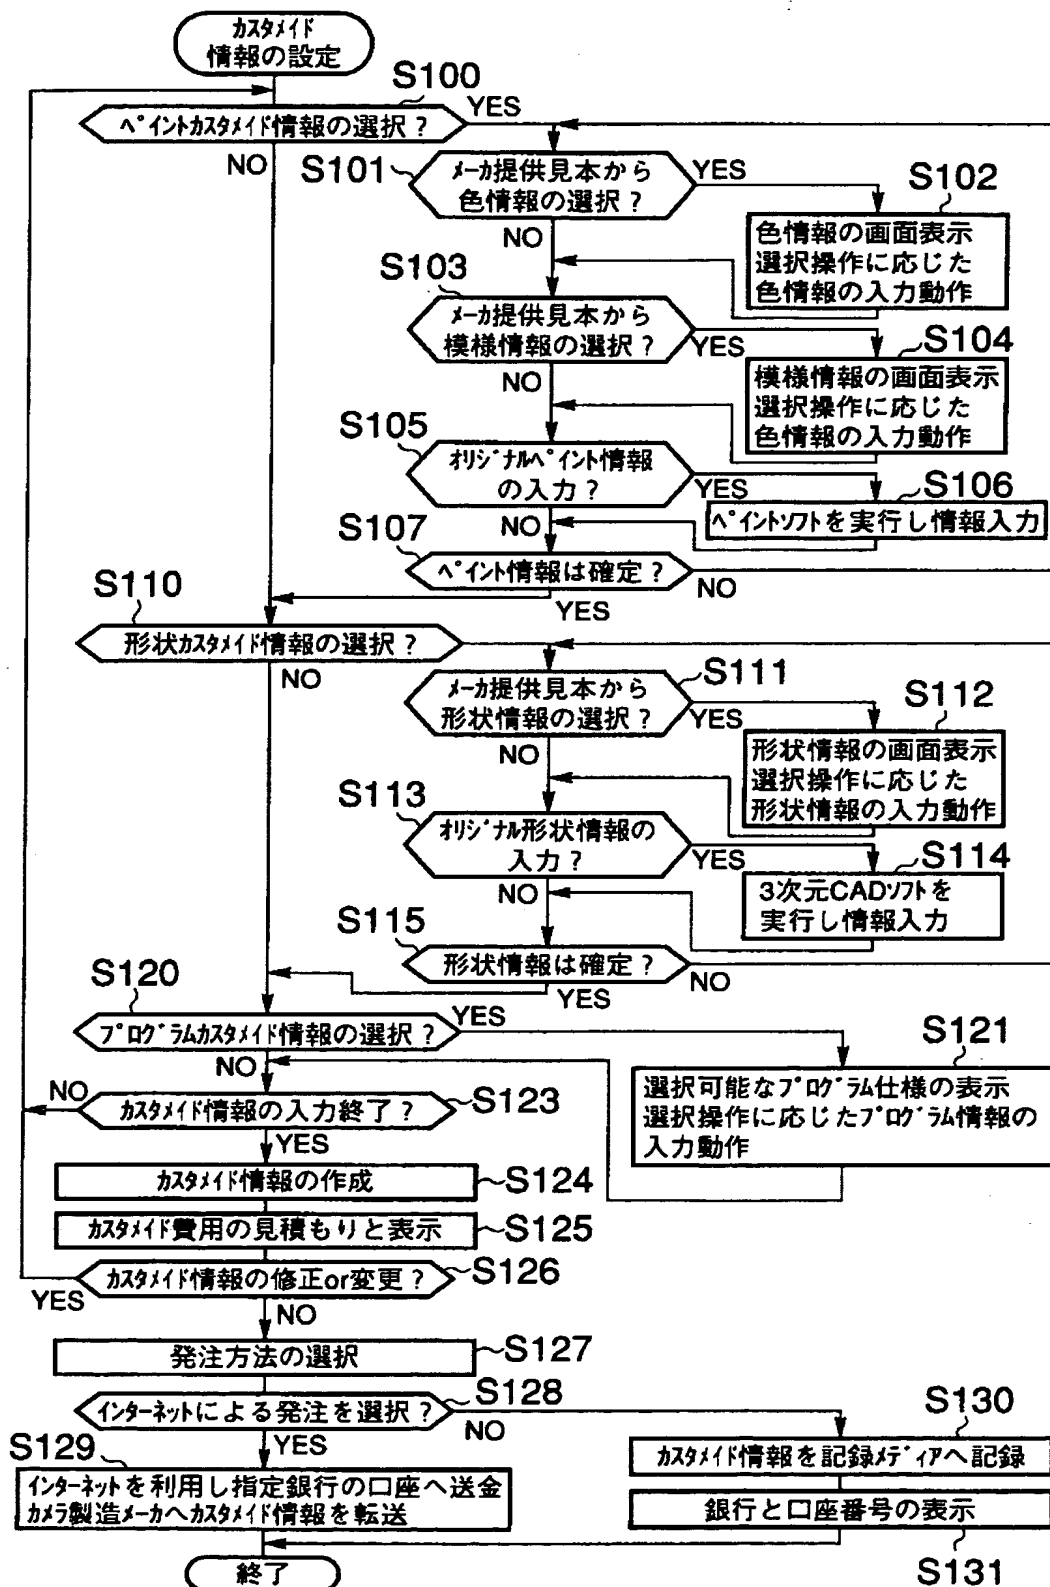 カスタメイド
情報の設定
S100
ペイントカスタメイド情報の選択？
YES
NO
S101
メーカ提供見本から
色情報の選択？
YES
NO
S102
色情報の画面表示
選択操作に応じた
色情報の入力動作
S103
メーカ提供見本から
模様情報の選択？
YES
NO
S104
模様情報の画面表示
選択操作に応じた
色情報の入力動作
S105
オリジナルペイント情報
の入力？
YES
NO
S106
ペイントソフトを実行し情報入力
S107
ペイント情報は確定？
NO
YES
S110
形状カスタメイド情報の選択？
NO
S111
メーカ提供見本から
形状情報の選択？
YES
NO
S112
形状情報の画面表示
選択操作に応じた
形状情報の入力動作
S113
オリジナル形状情報の
入力？
YES
NO
S114
3次元CADソフトを
実行し情報入力
S115
形状情報は確定？
NO
YES
S120
プログラムカスタメイド情報の選択？
YES
NO
S121
選択可能なプログラム仕様の表示
選択操作に応じたプログラム情報の
入力動作
NO
カスタメイド情報の入力終了？
S123
YES
カスタメイド情報の作成
S124
カスタメイド費用の見積もりと表示
S125
カスタメイド情報の修正or変更？
S126
YES
NO
発注方法の選択
S127
インターネットによる発注を選択？
S128
NO
YES
S129
インターネットを利用し指定銀行の口座へ送金
カメラ製造メーカへカスタメイド情報を転送
S130
カスタメイド情報を記録メディアへ記録
銀行と口座番号の表示
S131
終了